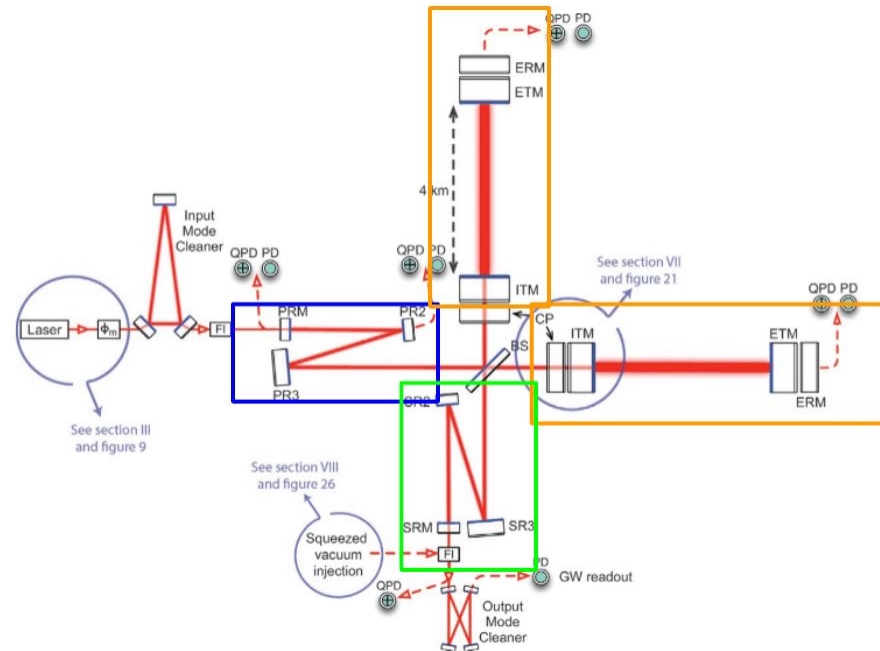 QPD PD
ERM
ETM
4 km
Input
Mode
Cleaner
QPD PD
QPD PD
ITM
See section VII
and figure 21
QPD PD
PRM
PR2
CP
ITM
ETM
Laser
Φm
FI
BS
PR3
ERM
SR2
See section III
and figure 9
See section VIII
and figure 26
SRM
SR3
Squeezed
vacuum
injection
FI
PD
GW readout
QPD
Output
Mode
Cleaner